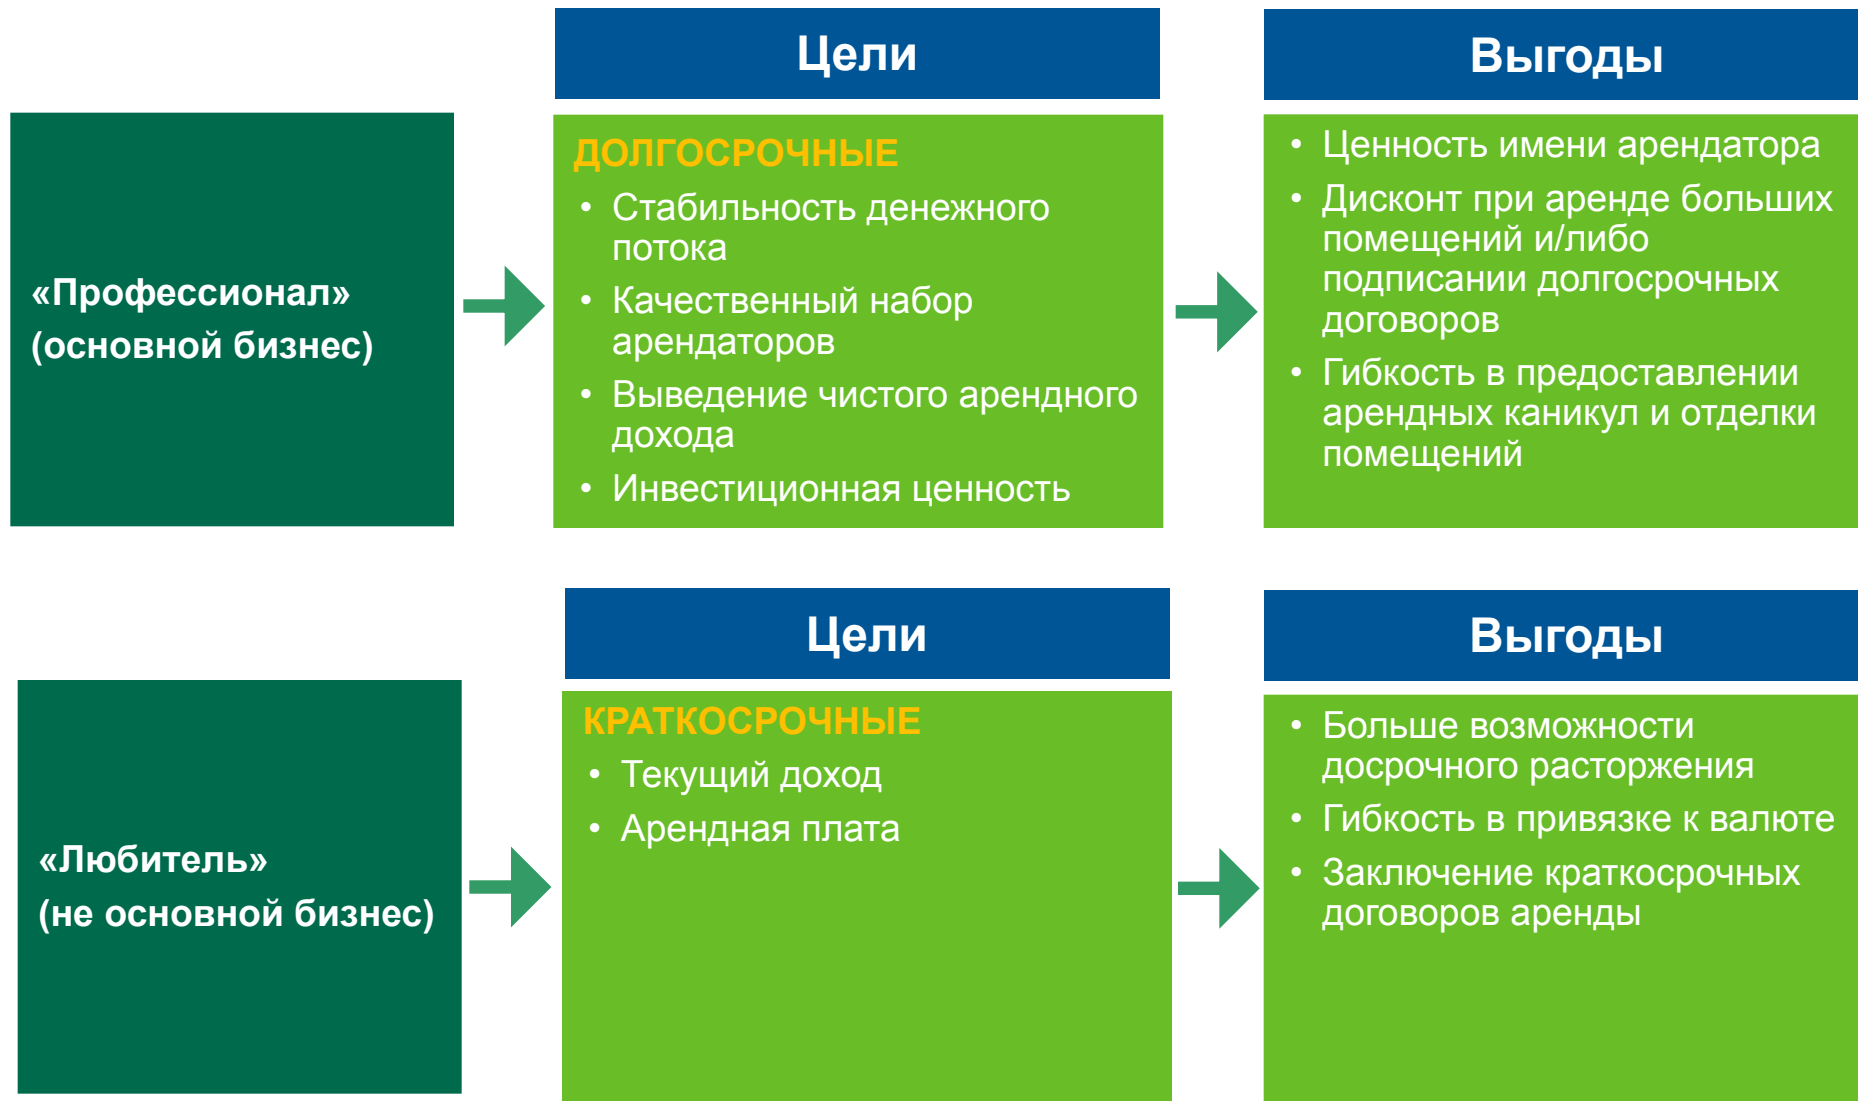 Цели
Выгоды
«Профессионал»
(основной бизнес)
ДОЛГОСРОЧНЫЕ
• Стабильность денежного
потока
• Качественный набор
арендаторов
• Выведение чистого арендного
дохода
• Инвестиционная ценность
• Ценность имени арендатора
• Дисконт при аренде больших
помещений и/либо
подписании долгосрочных
договоров
• Гибкость в предоставлении
арендных каникул и отделки
помещений
Цели
Выгоды
«Любитель»
(не основной бизнес)
КРАТКОСРОЧНЫЕ
• Текущий доход
• Арендная плата
• Больше возможности
досрочного расторжения
• Гибкость в привязке к валюте
• Заключение краткосрочных
договоров аренды